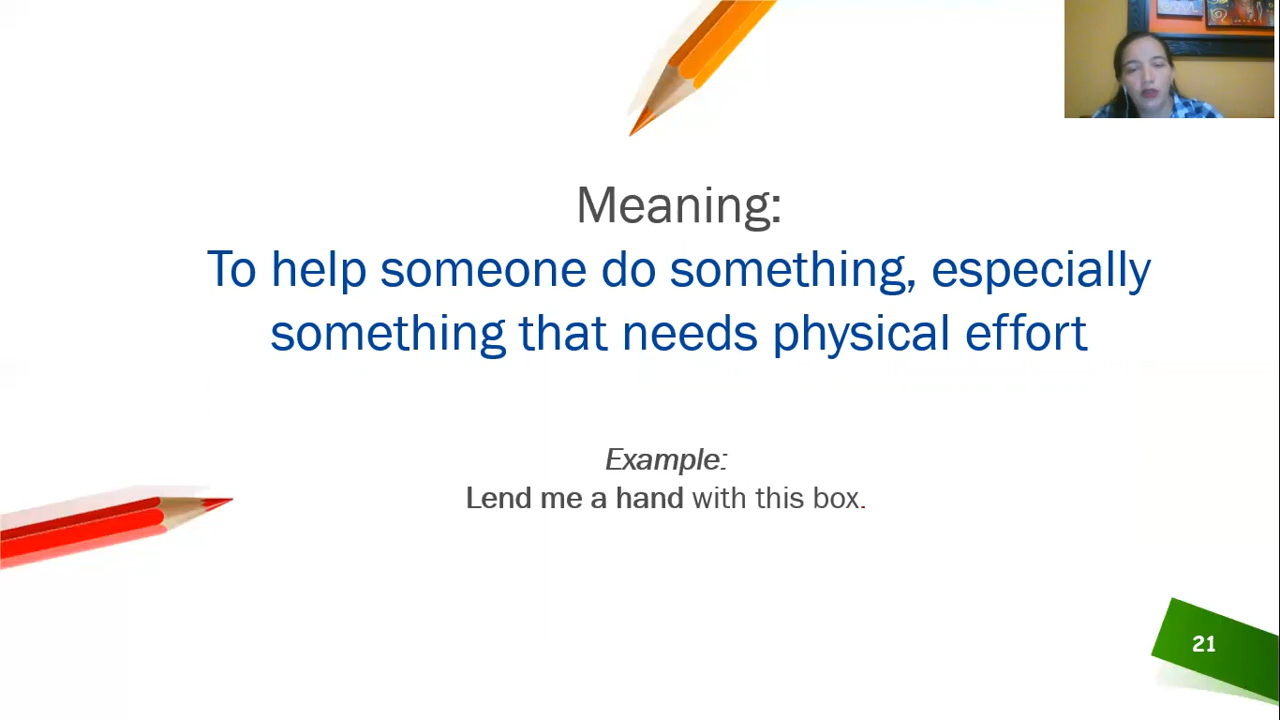 Meaning:
To help someone do something, especially
something that needs physical effort
Example:
Lend me a hand with this box.
21